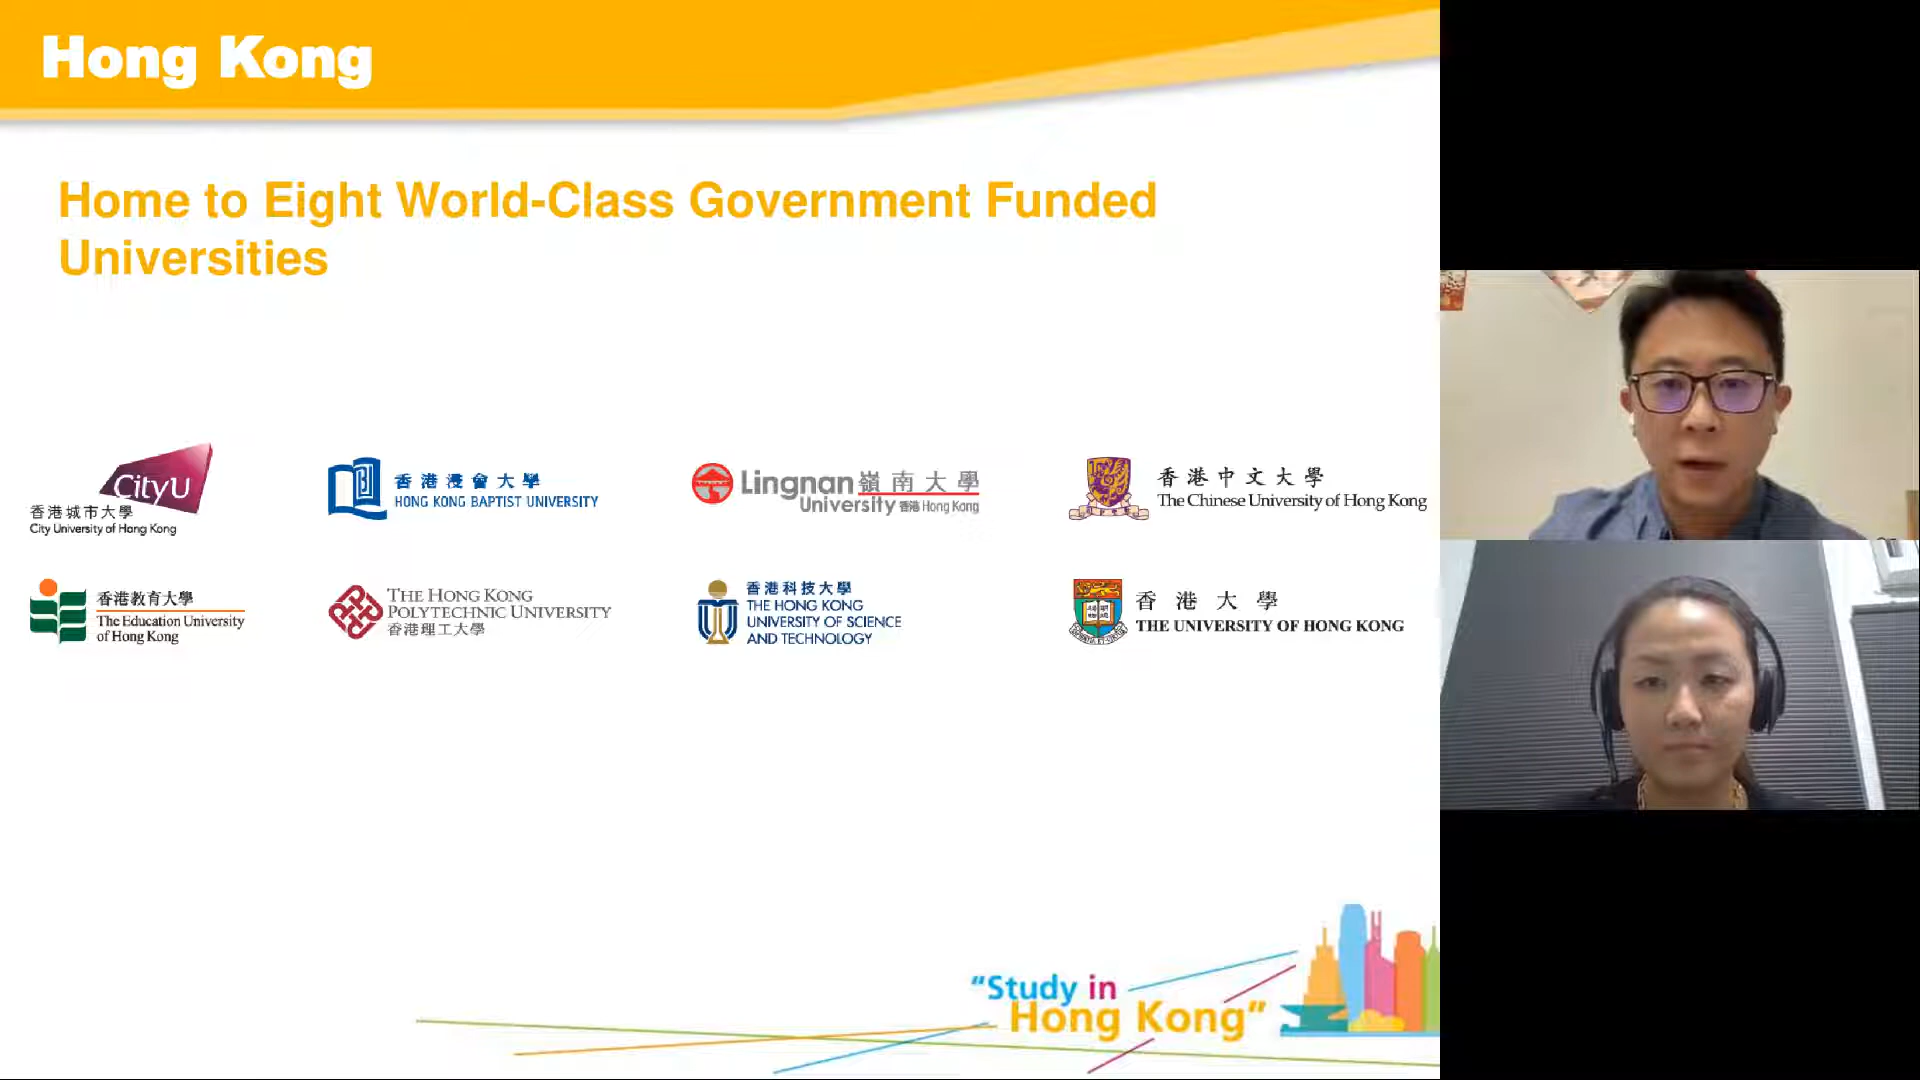 Hong Kong
Home to Eight World-Class Government Funded
Universities
CityU
香港城市大學
City University of Hong Kong
香港浸會大學
HONG KONG BAPTIST UNIVERSITY
Lingnan 嶺南大學
University 香港 Hong Kong
香港中文大學
The Chinese University of Hong Kong
香港教育大學
The Education University
of Hong Kong
THE HONG KONG
POLYTECHNIC UNIVERSITY
香港理工大學
香港科技大學
THE HONG KONG
UNIVERSITY OF SCIENCE
AND TECHNOLOGY
香港大學
THE UNIVERSITY OF HONG KONG
“Study in
Hong Kong”